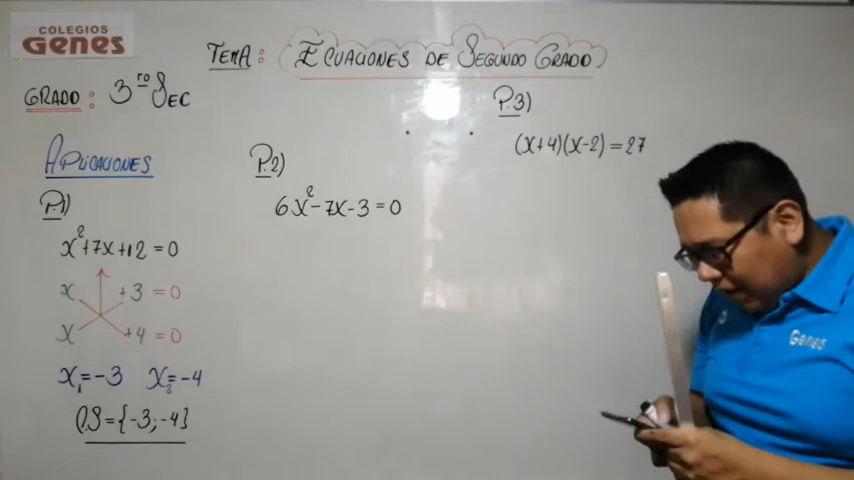 COLEGIOS
Genes
TEMA: ECUACIONES DE SEGUNDO GRADO
GRADO: 3ro SEC
APLICACIONES
P.1)
x²+7x+12=0
x +3=0
x +4=0
x₁=-3 x₂=-4
C.S={-3;-4}
P.2)
6x²-7x-3=0
P.3)
(x+4)(x-2)=27
Genes